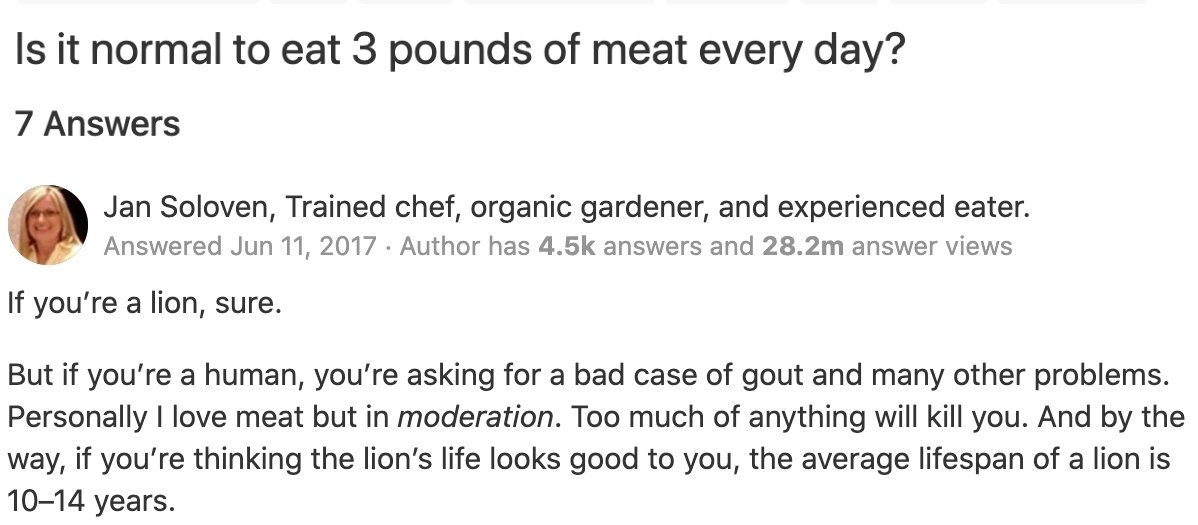 Is it normal to eat 3 pounds of meat every day?
7 Answers
Jan Soloven, Trained chef, organic gardener, and experienced eater.
Answered Jun 11, 2017 · Author has 4.5k answers and 28.2m answer views
If you’re a lion, sure.
But if you’re a human, you’re asking for a bad case of gout and many other problems.
Personally I love meat but in moderation. Too much of anything will kill you. And by the
way, if you’re thinking the lion’s life looks good to you, the average lifespan of a lion is
10–14 years.